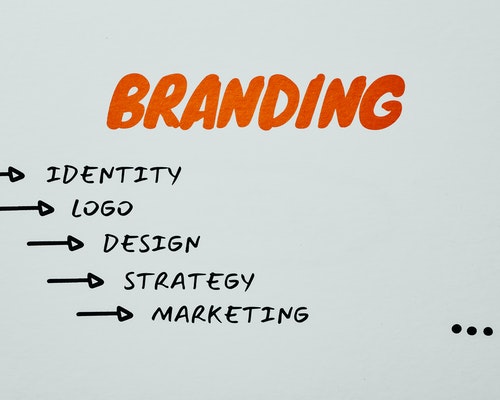 BRANDING
IDENTITY
LOGO
DESIGN
STRATEGY
MARKETING
...